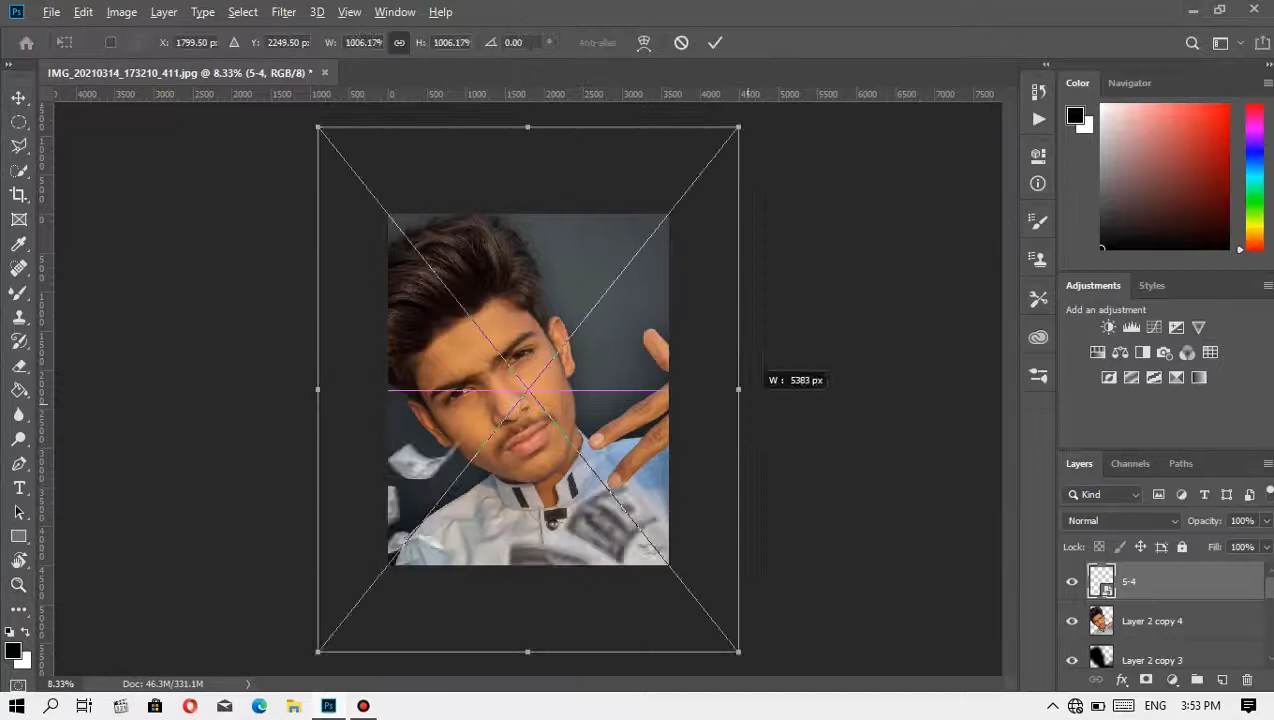 Ps File Edit Image Layer Type Select Filter 3D View Window Help
X: 1799.50 px Y: 2249.50 px W: 1006.17% H: 1006.17% 0.00 ° Anti-alias
IMG_20210314_173210_411.jpg @ 8.33% (5-4, RGB/8) * ×
4000 3500 3000 2500 2000 1500 1000 500 0 500 1000 1500 2000 2500 3000 3500 4000 4500 5000 5500 6000 6500 7000 7500
Color Navigator
Adjustments Styles
Add an adjustment
W : 5383 px
Layers Channels Paths
Kind
Normal Opacity: 100%
Lock: Fill: 100%
5-4
Layer 2 copy 4
Layer 2 copy 3
8.33% Doc: 46.3M/331.1M
Ps ENG 3:53 PM